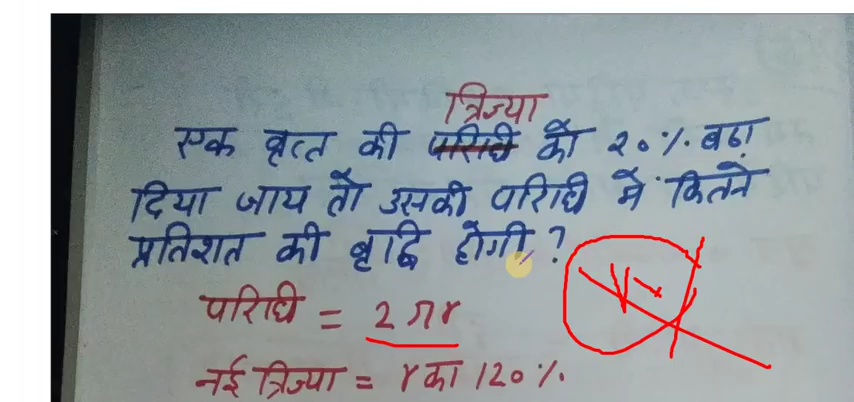 त्रिज्या
एक वृत्त की परिधी को 20% बढ़ा
दिया जाय तो उसकी परिधी में कितने
प्रतिशत की वृद्धि होगी?
परिधी = 2πr
नई त्रिज्या = r का 120%.